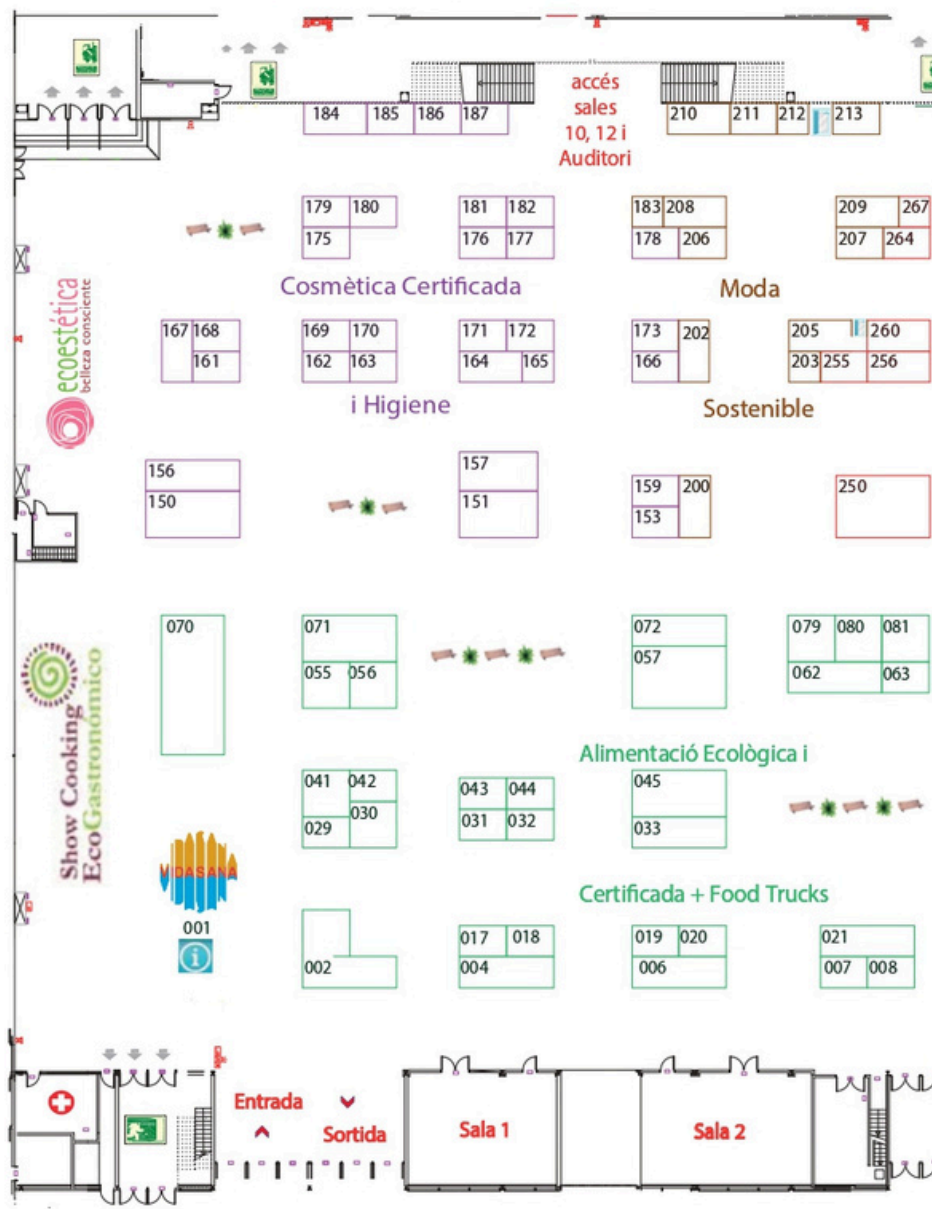 accés
sales
10, 12 i
Auditori
184 185 186 187 210 211 212 213
179 180 181 182 183 208 209 267
175 176 177 178 206 207 264
Cosmètica Certificada Moda
ecoestética
belleza consciente
167 168 169 170 171 172 173 202 205 260
161 162 163 164 165 166 203 255 256
i Higiene Sostenible
156 157 159 200 250
150 151 153
070 071 072 079 080 081
055 056 057 062 063
Show Cooking
EcoGastronómico
Alimentació Ecològica i
041 042 043 044 045
029 030 031 032 033
VIDASANA
Certificada + Food Trucks
001
i
017 018 019 020 021
002 004 006 007 008
Entrada
Sortida
Sala 1
Sala 2